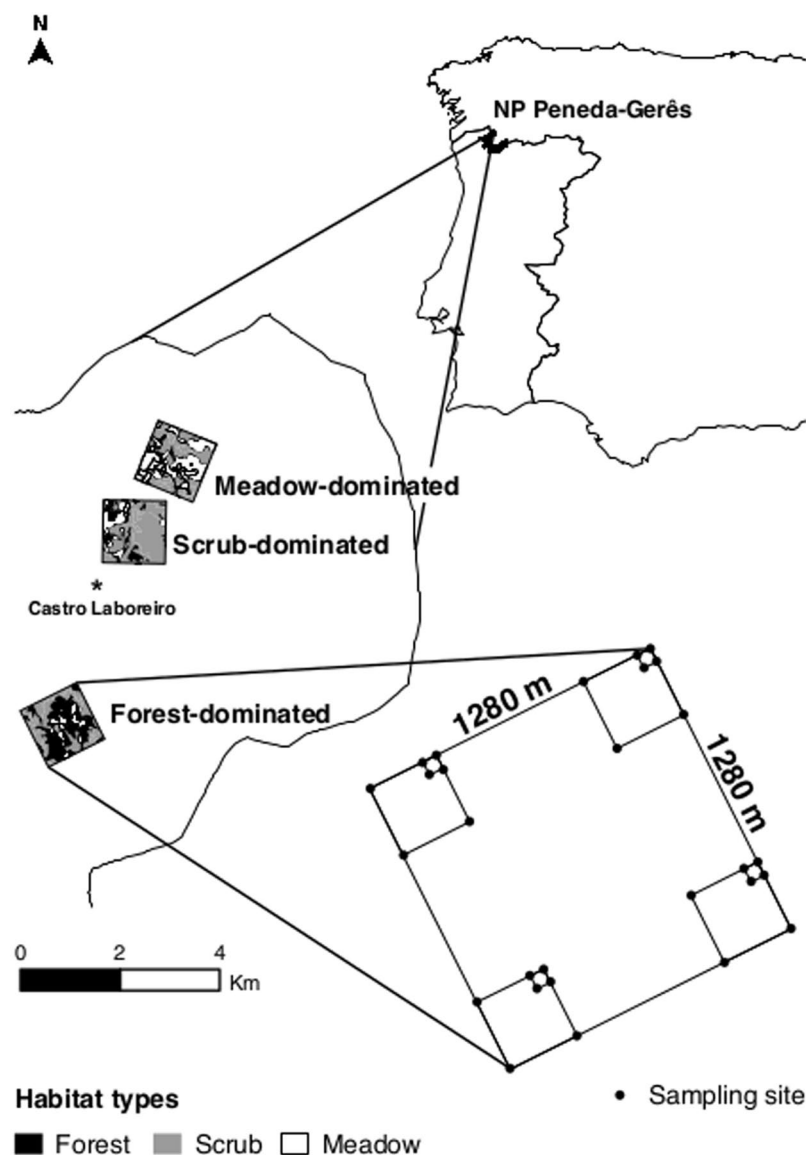 N
NP Peneda-Gerês
Meadow-dominated
Scrub-dominated
*
Castro Laboreiro
Forest-dominated
1280 m
1280 m
0 2 4
Km
Habitat types
Sampling site
Forest Scrub Meadow